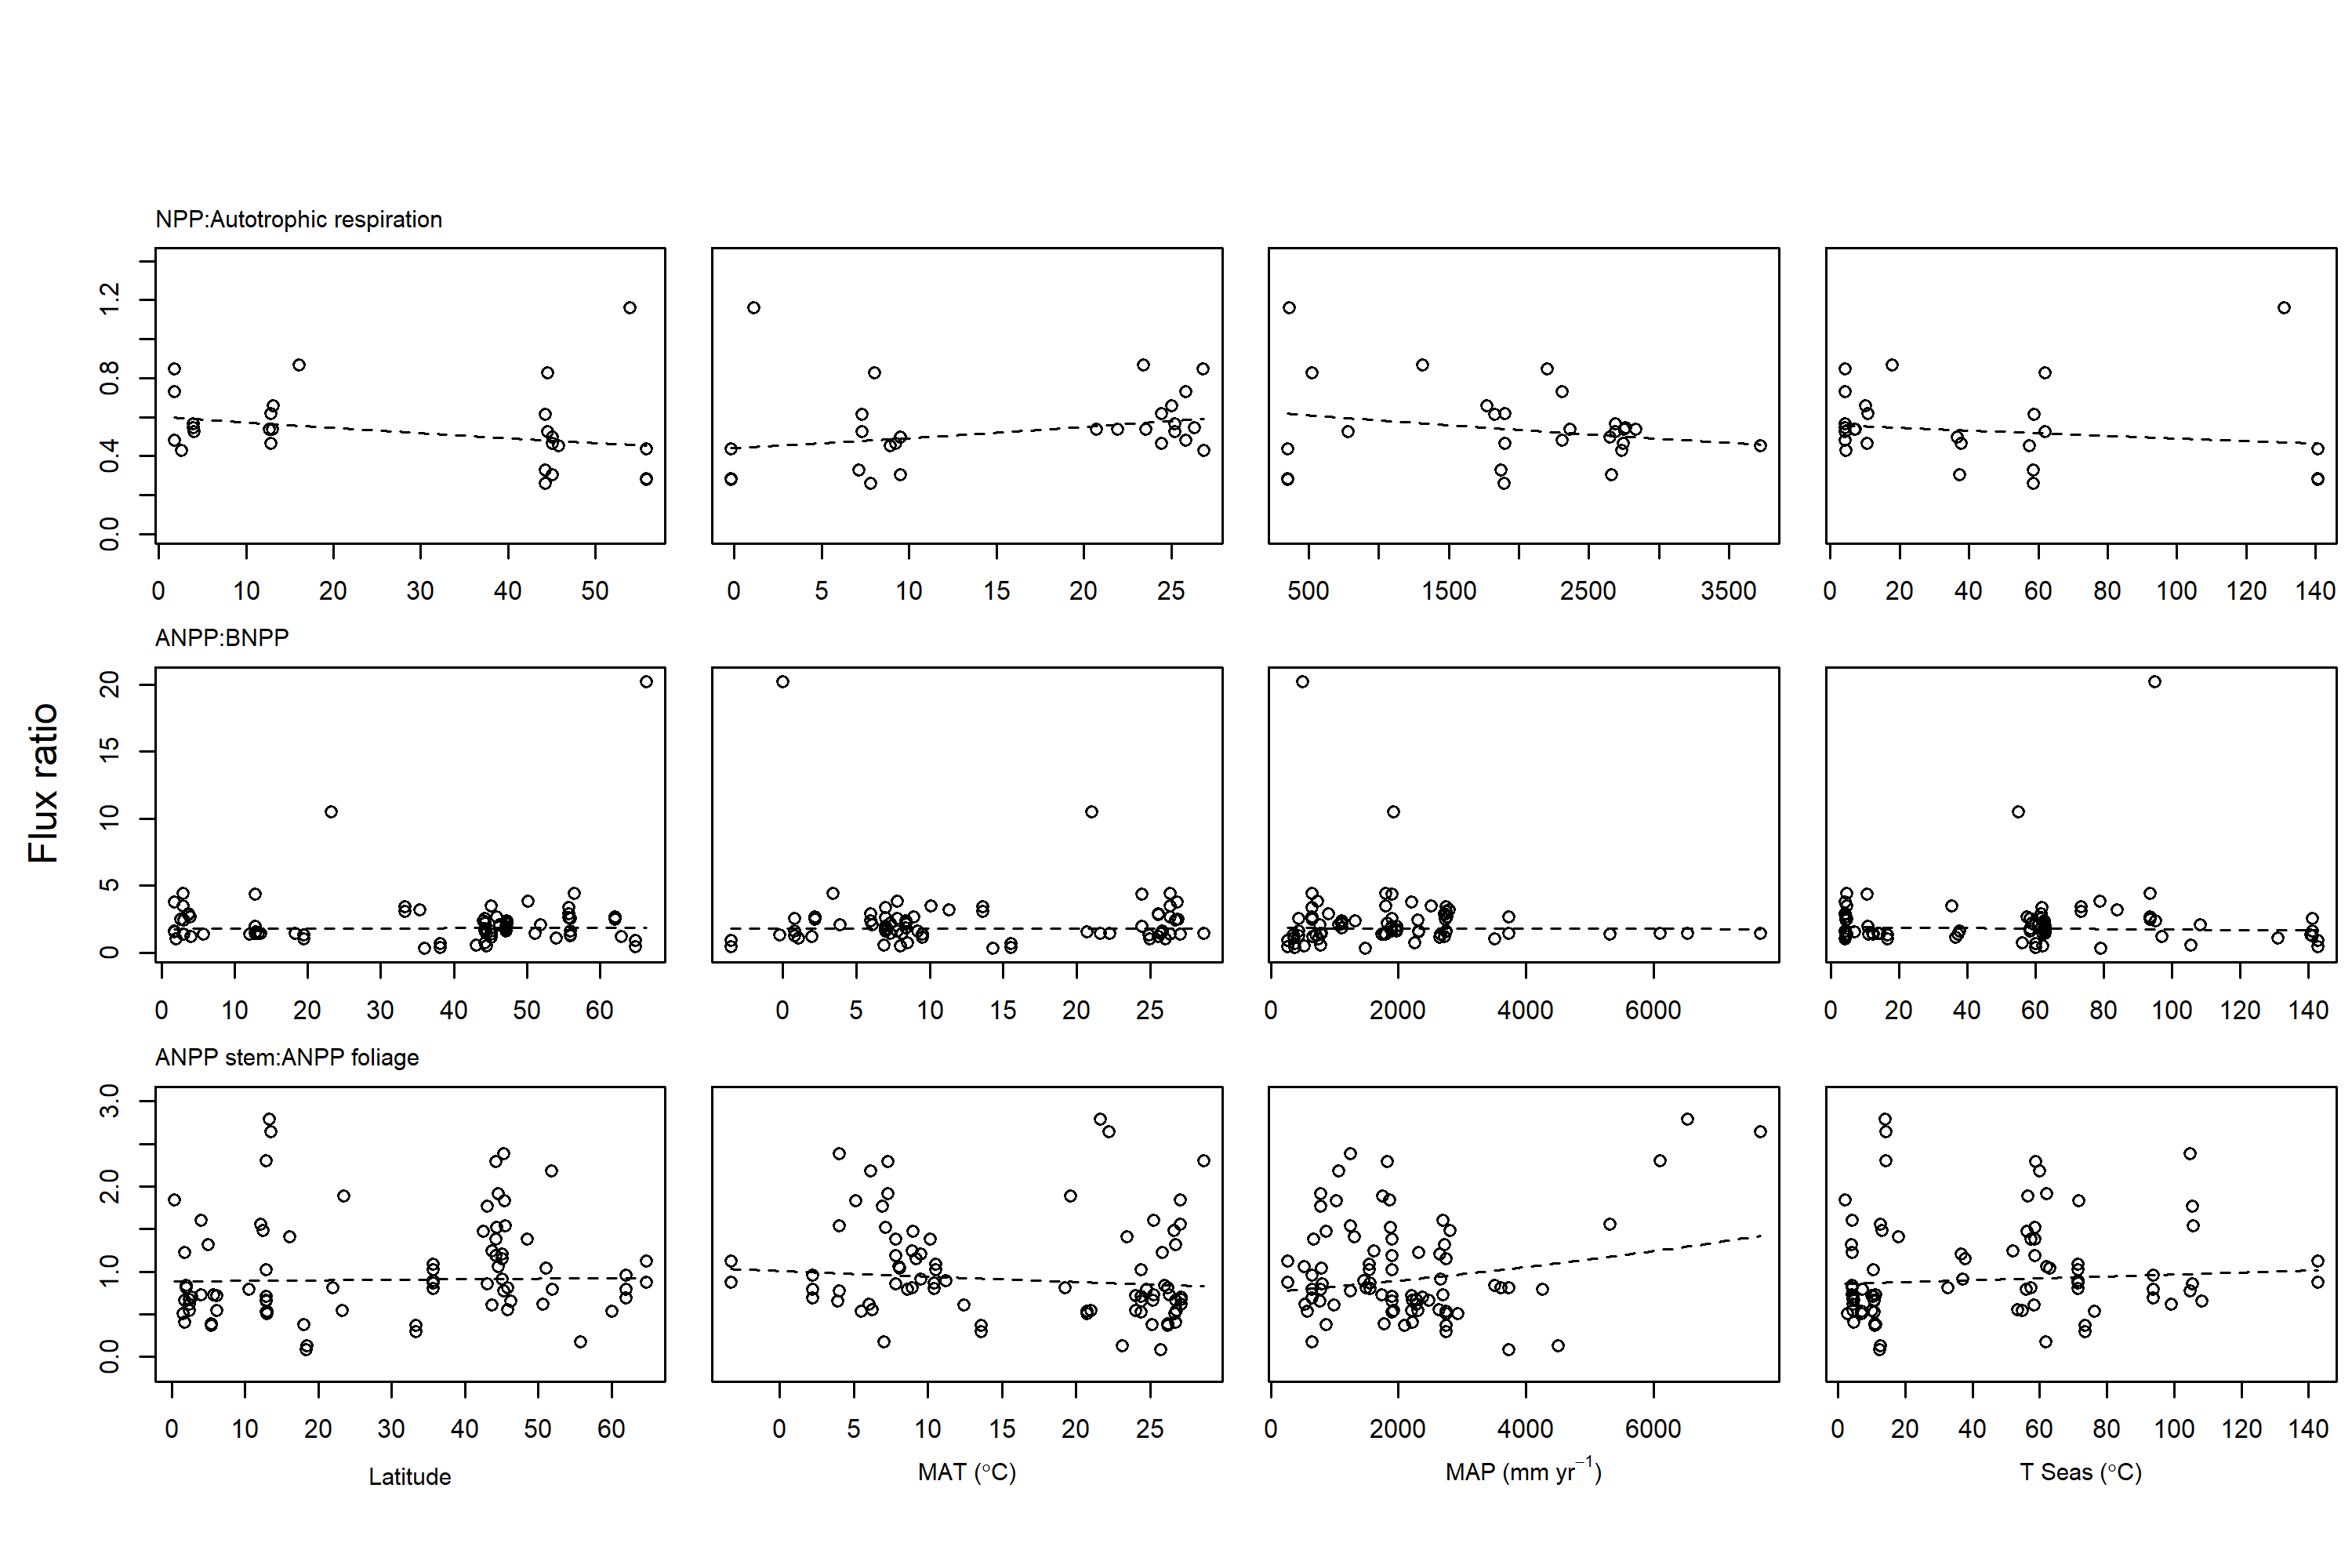 NPP:Autotrophic respiration
0.0 0.4 0.8 1.2
0 10 20 30 40 50
0 5 10 15 20 25
500 1500 2500 3500
0 20 40 60 80 100 120 140
ANPP:BNPP
Flux ratio
0 5 10 15 20
0 10 20 30 40 50 60
0 5 10 15 20 25
0 2000 4000 6000
0 20 40 60 80 100 120 140
ANPP stem:ANPP foliage
0.0 1.0 2.0 3.0
0 10 20 30 40 50 60
0 5 10 15 20 25
0 2000 4000 6000
0 20 40 60 80 100 120 140
Latitude
MAT (°C)
MAP (mm yr⁻¹)
T Seas (°C)